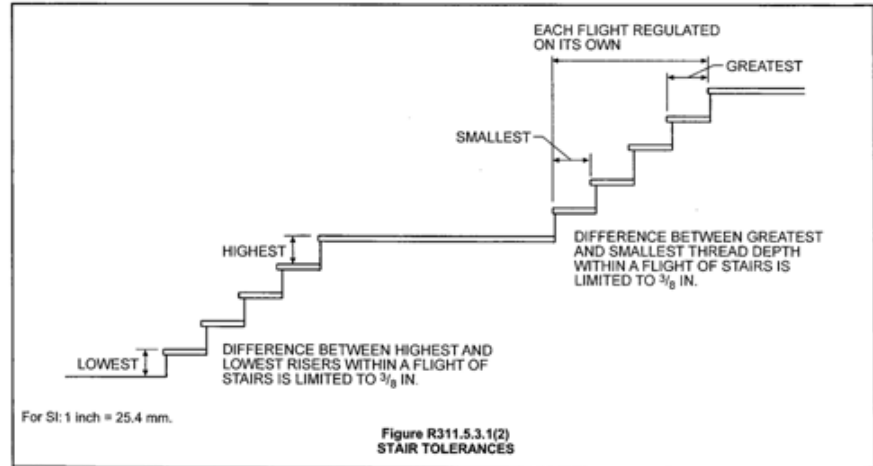 EACH FLIGHT REGULATED
ON ITS OWN
GREATEST
SMALLEST
HIGHEST
DIFFERENCE BETWEEN GREATEST
AND SMALLEST THREAD DEPTH
WITHIN A FLIGHT OF STAIRS IS
LIMITED TO 3/8 IN.
LOWEST
DIFFERENCE BETWEEN HIGHEST AND
LOWEST RISERS WITHIN A FLIGHT OF
STAIRS IS LIMITED TO 3/8 IN.
For SI: 1 inch = 25.4 mm.
Figure R311.5.3.1(2)
STAIR TOLERANCES